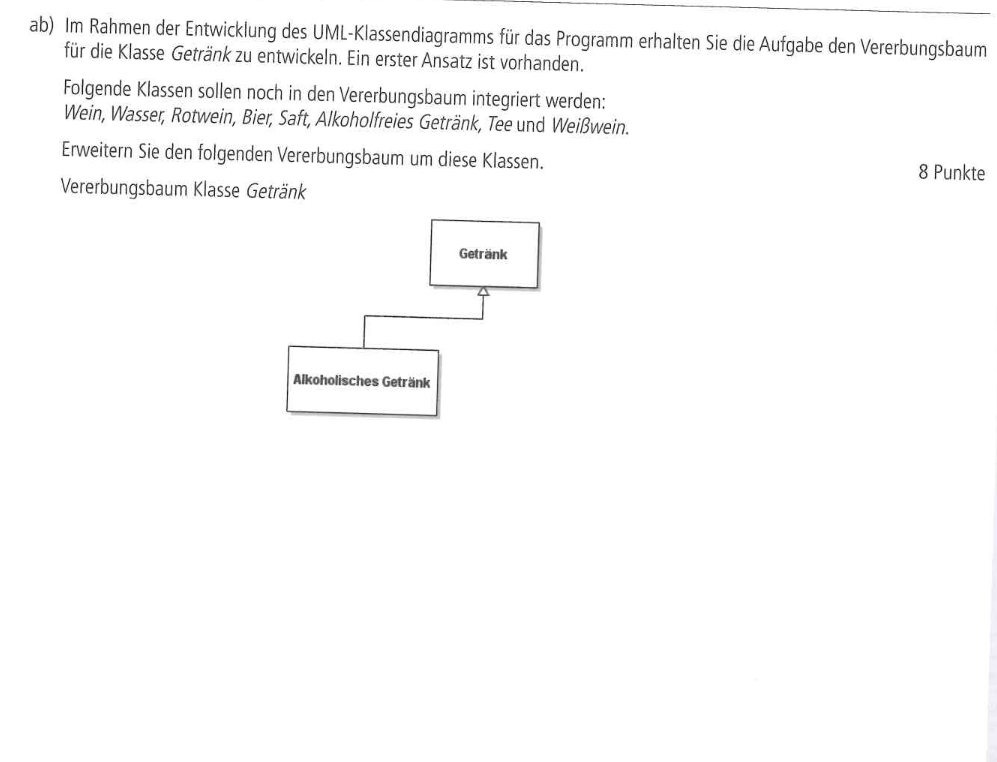 ab) Im Rahmen der Entwicklung des UML-Klassendiagramms für das Programm erhalten Sie die Aufgabe den Vererbungsbaum
für die Klasse Getränk zu entwickeln. Ein erster Ansatz ist vorhanden.
Folgende Klassen sollen noch in den Vererbungsbaum integriert werden:
Wein, Wasser, Rotwein, Bier, Saft, Alkoholfreies Getränk, Tee und Weißwein.
Erweitern Sie den folgenden Vererbungsbaum um diese Klassen.
8 Punkte
Vererbungsbaum Klasse Getränk
Getränk
Alkoholisches Getränk